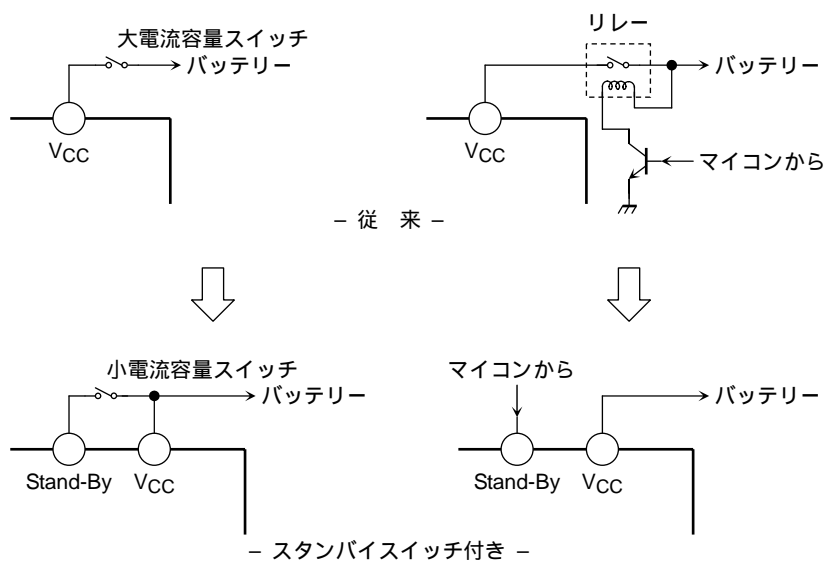 大電流容量スイッチ
バッテリー
VCC
リレー
バッテリー
VCC
マイコンから
– 従 来 –
小電流容量スイッチ
バッテリー
Stand-By
VCC
マイコンから
バッテリー
Stand-By
VCC
– スタンバイスイッチ付き –